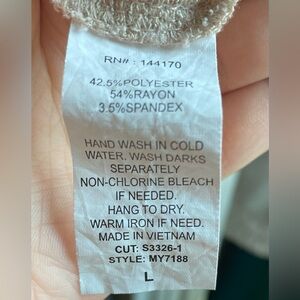 RN# : 144170
42.5%POLYESTER
54%RAYON
3.5%SPANDEX
HAND WASH IN COLD
WATER, WASH DARKS
SEPARATELY
NON-CHLORINE BLEACH
IF NEEDED.
HANG TO DRY.
WARM IRON IF NEED.
MADE IN VIETNAM
CUT: S3326-1
STYLE: MY7188
L